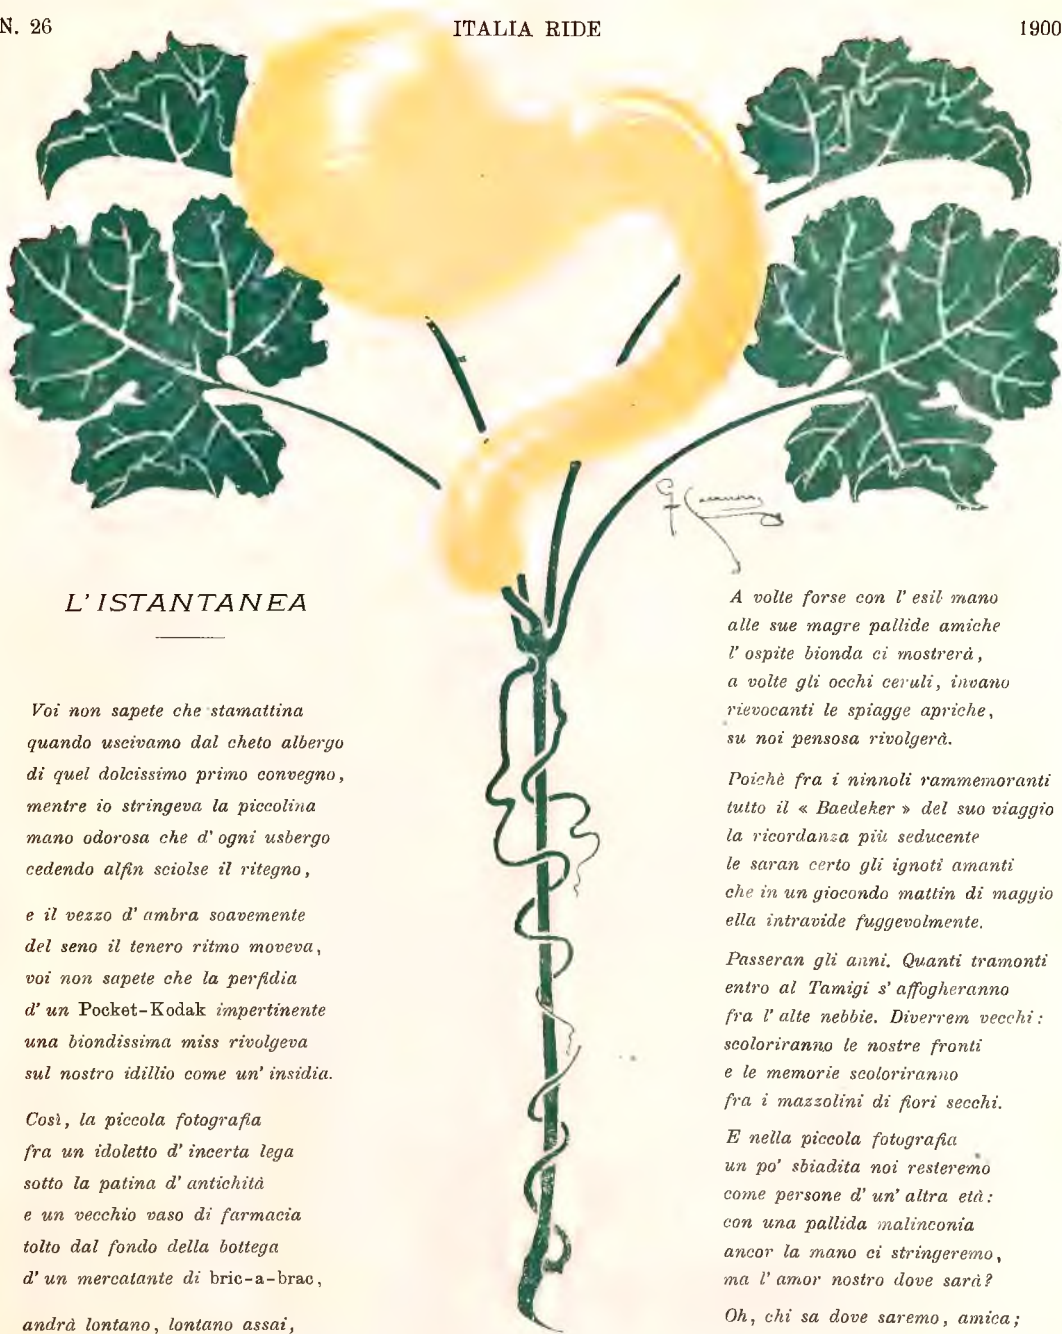 N. 26
ITALIA RIDE
1900
L' ISTANTANEA
Voi non sapete che stamattina
quando uscivamo dal cheto albergo
di quel dolcissimo primo convegno,
mentre io stringeva la piccolina
mano odorosa che d' ogni usbergo
cedendo alfin sciolse il ritegno,
e il vezzo d' ambra soavemente
del seno il tenero ritmo moveva,
voi non sapete che la perfidia
d' un Pocket-Kodak impertinente
una biondissima miss rivolgeva
sul nostro idillio come un' insidia.
Così, la piccola fotografia
fra un idoletto d' incerta lega
sotto la patina d' antichità
e un vecchio vaso di farmacia
tolto dal fondo della bottega
d' un mercatante di bric-a-brac,
andrà lontano, lontano assai,
A volte forse con l' esil mano
alle sue magre pallide amiche
l' ospite bionda ci mostrerà,
a volte gli occhi ceruli, invano
rievocanti le spiagge apriche,
su noi pensosa rivolgerà.
Poichè fra i ninnoli rammemoranti
tutto il « Baedeker » del suo viaggio
la ricordanza più seducente
le saran certo gli ignoti amanti
che in un giocondo mattin di maggio
ella intravide fuggevolmente.
Passeran gli anni. Quanti tramonti
entro al Tamigi s' affogheranno
fra l' alte nebbie. Diverrem vecchi:
scoloriranno le nostre fronti
e le memorie scoloriranno
fra i mazzolini di fiori secchi.
E nella piccola fotografia
un po' sbiadita noi resteremo
come persone d' un' altra età:
con una pallida malinconia
ancor la mano ci stringeremo,
ma l' amor nostro dove sarà?
Oh, chi sa dove saremo, amica;